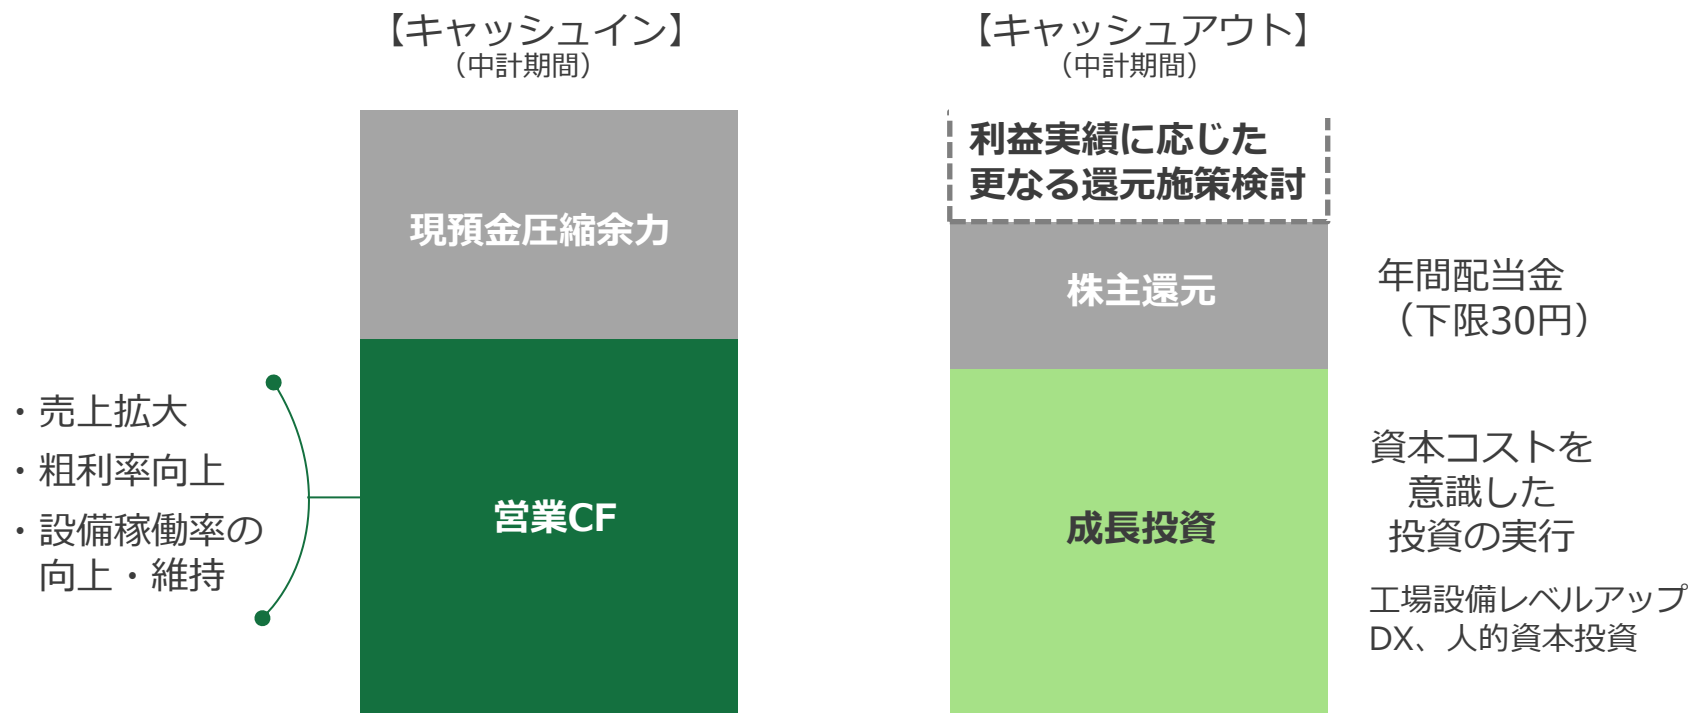 【キャッシュイン】
（中計期間）
現預金圧縮余力
営業CF
・売上拡大
・粗利率向上
・設備稼働率の
向上・維持
【キャッシュアウト】
（中計期間）
利益実績に応じた
更なる還元施策検討
株主還元
年間配当金
（下限30円）
成長投資
資本コストを
意識した
投資の実行
工場設備レベルアップ
DX、人的資本投資